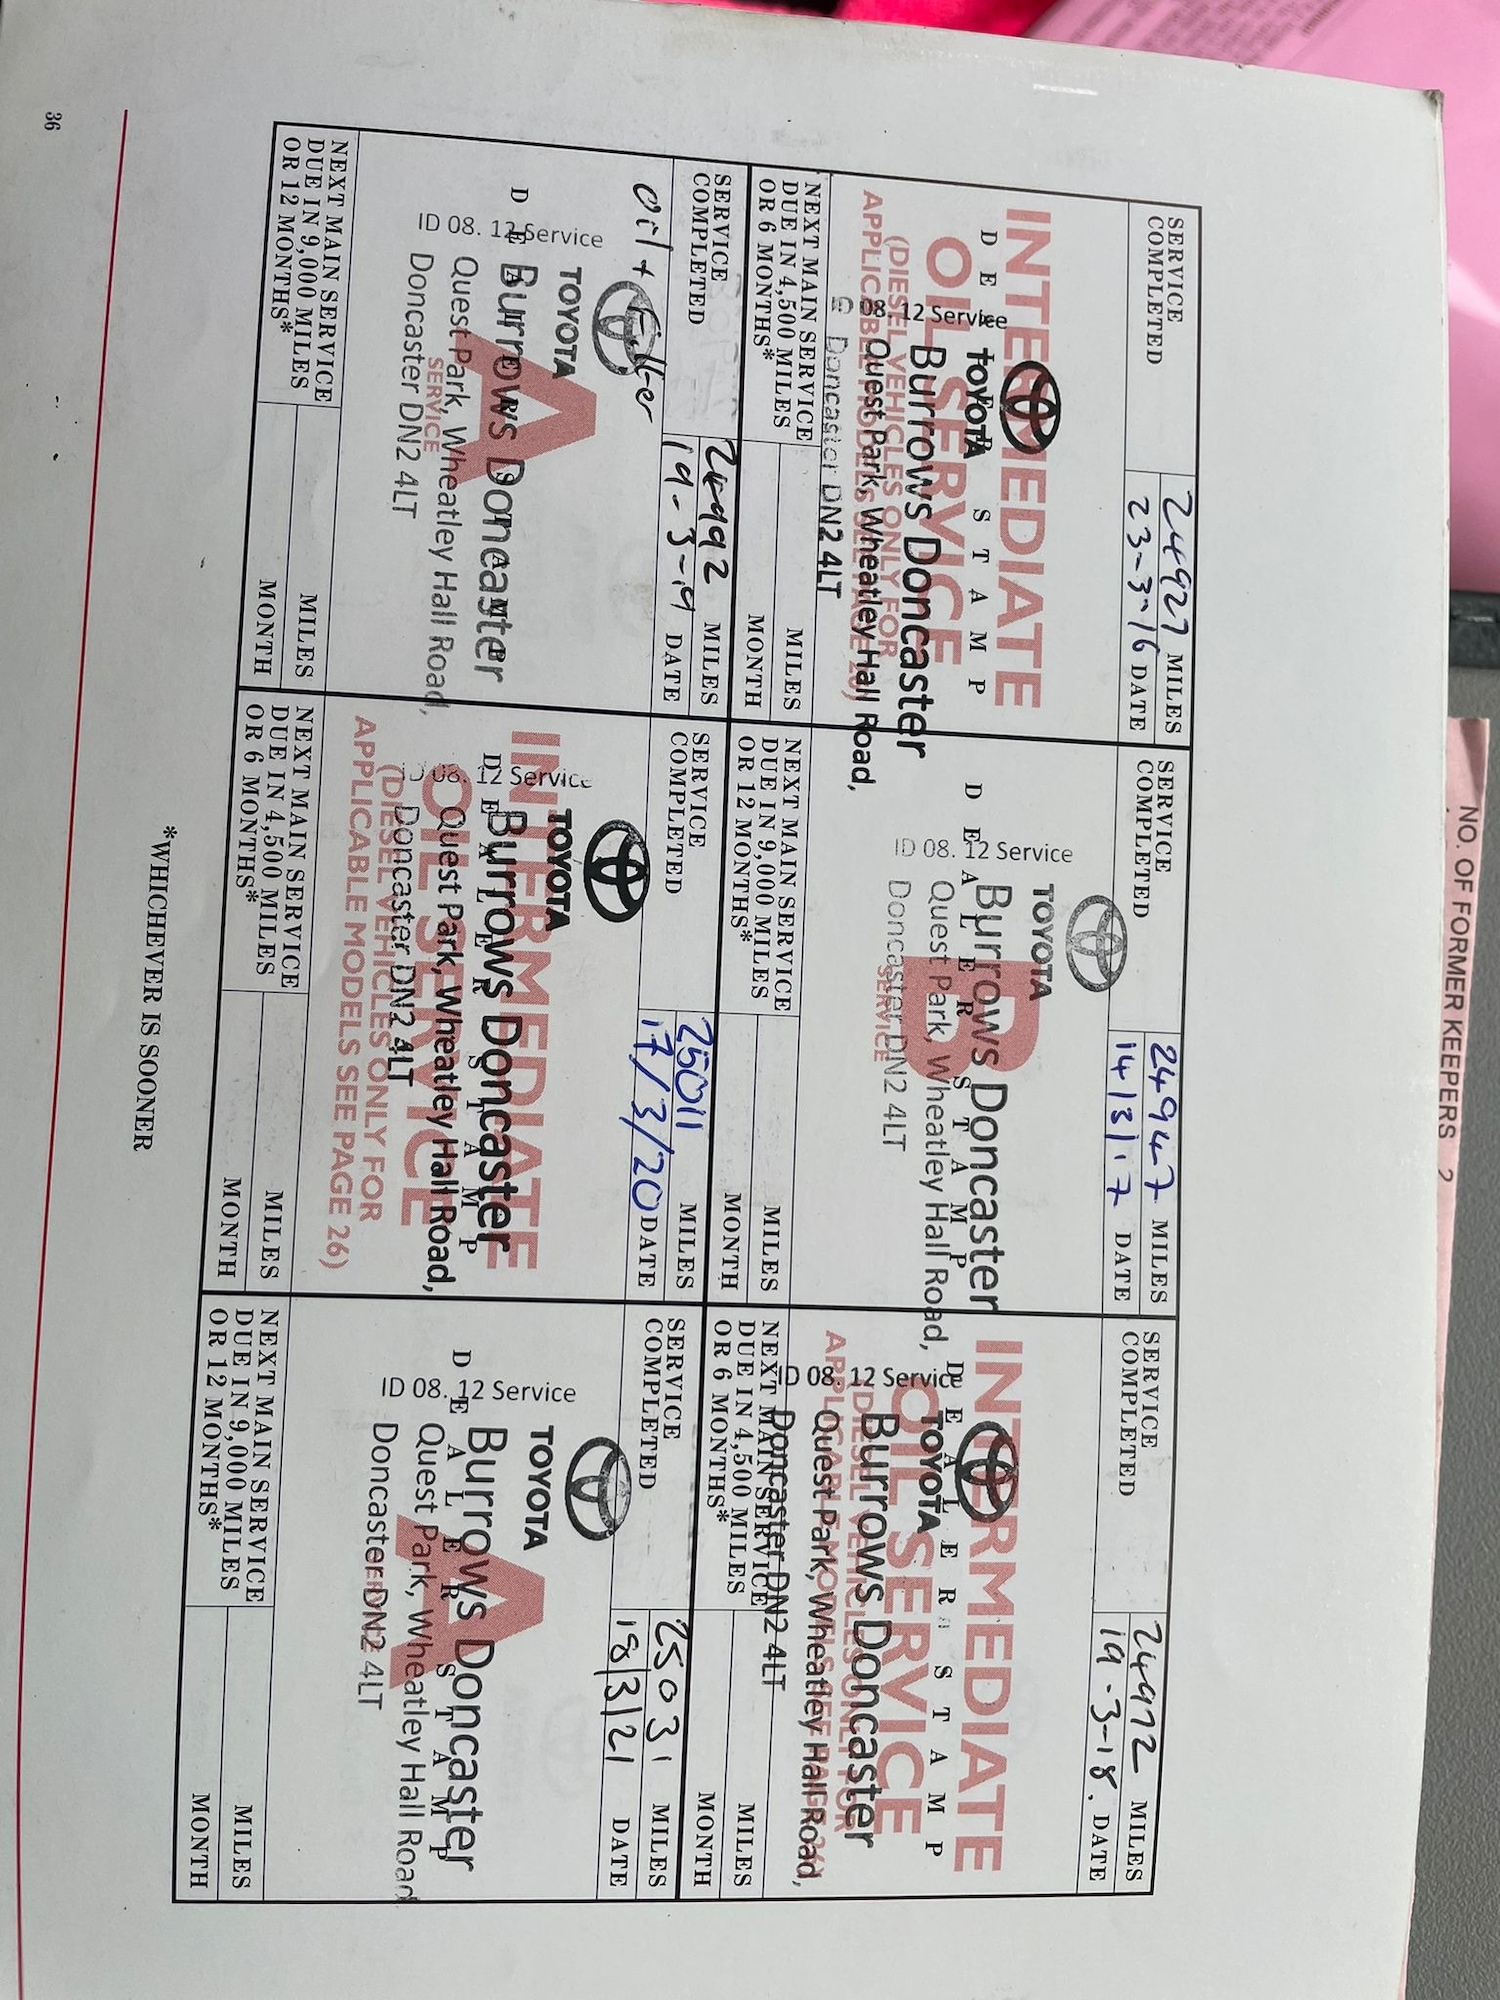 NO. OF FORMER KEEPERS 2
SERVICE
COMPLETED
24927 MILES
23-3-16 DATE
INTERMEDIATE
OIL SERVICE
(DIESEL VEHICLES ONLY FOR
DEALER STAMP
TOYOTA
08. 12 Service
Burrows Doncaster
Quest Park, Wheatley Hall Road,
Doncaster DN2 4LT
NEXT MAIN SERVICE
DUE IN 4,500 MILES
OR 6 MONTHS*
MILES
MONTH
SERVICE
COMPLETED
24947 MILES
14/3/17 DATE
B
SERVICE
DEALER STAMP
TOYOTA
ID 08. 12 Service
Burrows Doncaster
Quest Park, Wheatley Hall Road,
Doncaster DN2 4LT
NEXT MAIN SERVICE
DUE IN 9,000 MILES
OR 12 MONTHS*
MILES
MONTH
SERVICE
COMPLETED
24972 MILES
19-3-18. DATE
INTERMEDIATE
OIL SERVICE
DEALER STAMP
TOYOTA
ID 08. 12 Service
Burrows Doncaster
Quest Park, Wheatley Hall Road,
Doncaster DN2 4LT
NEXT MAIN SERVICE
DUE IN 4,500 MILES
OR 6 MONTHS*
MILES
MONTH
SERVICE
COMPLETED
24992 MILES
19-3-19 DATE
Oil + Filter
A
SERVICE
TOYOTA
ID 08. 12 Service
Burrows Doncaster
Quest Park, Wheatley Hall Road,
Doncaster DN2 4LT
NEXT MAIN SERVICE
DUE IN 9,000 MILES
OR 12 MONTHS*
MILES
MONTH
SERVICE
COMPLETED
25011 MILES
17/3/20 DATE
INTERMEDIATE
OIL SERVICE
(DIESEL VEHICLES ONLY FOR
APPLICABLE MODELS SEE PAGE 26)
DEALER STAMP
TOYOTA
ID 08. 12 Service
Burrows Doncaster
Quest Park, Wheatley Hall Road,
Doncaster DN2 4LT
NEXT MAIN SERVICE
DUE IN 4,500 MILES
OR 6 MONTHS*
MILES
MONTH
SERVICE
COMPLETED
25031 MILES
18/3/21 DATE
A
DEALER STAMP
TOYOTA
ID 08. 12 Service
Burrows Doncaster
Quest Park, Wheatley Hall Road
Doncaster DN2 4LT
NEXT MAIN SERVICE
DUE IN 9,000 MILES
OR 12 MONTHS*
MILES
MONTH
*WHICHEVER IS SOONER
36